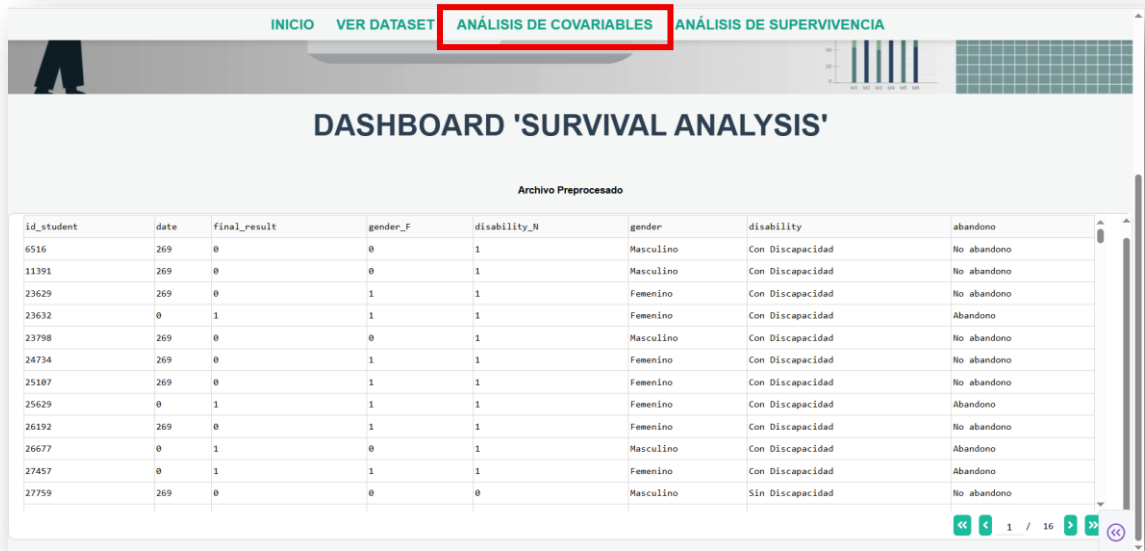 INICIO VER DATASET ANÁLISIS DE COVARIABLES ANÁLISIS DE SUPERVIVENCIA
DASHBOARD 'SURVIVAL ANALYSIS'
Archivo Preprocesado
id_student date final_result gender_F disability_N gender disability abandono
6516 269 0 0 1 Masculino Con Discapacidad No abandono
11391 269 0 0 1 Masculino Con Discapacidad No abandono
23629 269 0 1 1 Femenino Con Discapacidad No abandono
23632 0 1 1 1 Femenino Con Discapacidad Abandono
23798 269 0 0 1 Masculino Con Discapacidad No abandono
24734 269 0 1 1 Femenino Con Discapacidad No abandono
25107 269 0 1 1 Femenino Con Discapacidad No abandono
25629 0 1 1 1 Femenino Con Discapacidad Abandono
26192 269 0 1 1 Femenino Con Discapacidad No abandono
26677 0 1 0 1 Masculino Con Discapacidad Abandono
27457 0 1 1 1 Femenino Con Discapacidad Abandono
27759 269 0 0 0 Masculino Sin Discapacidad No abandono
1 / 16